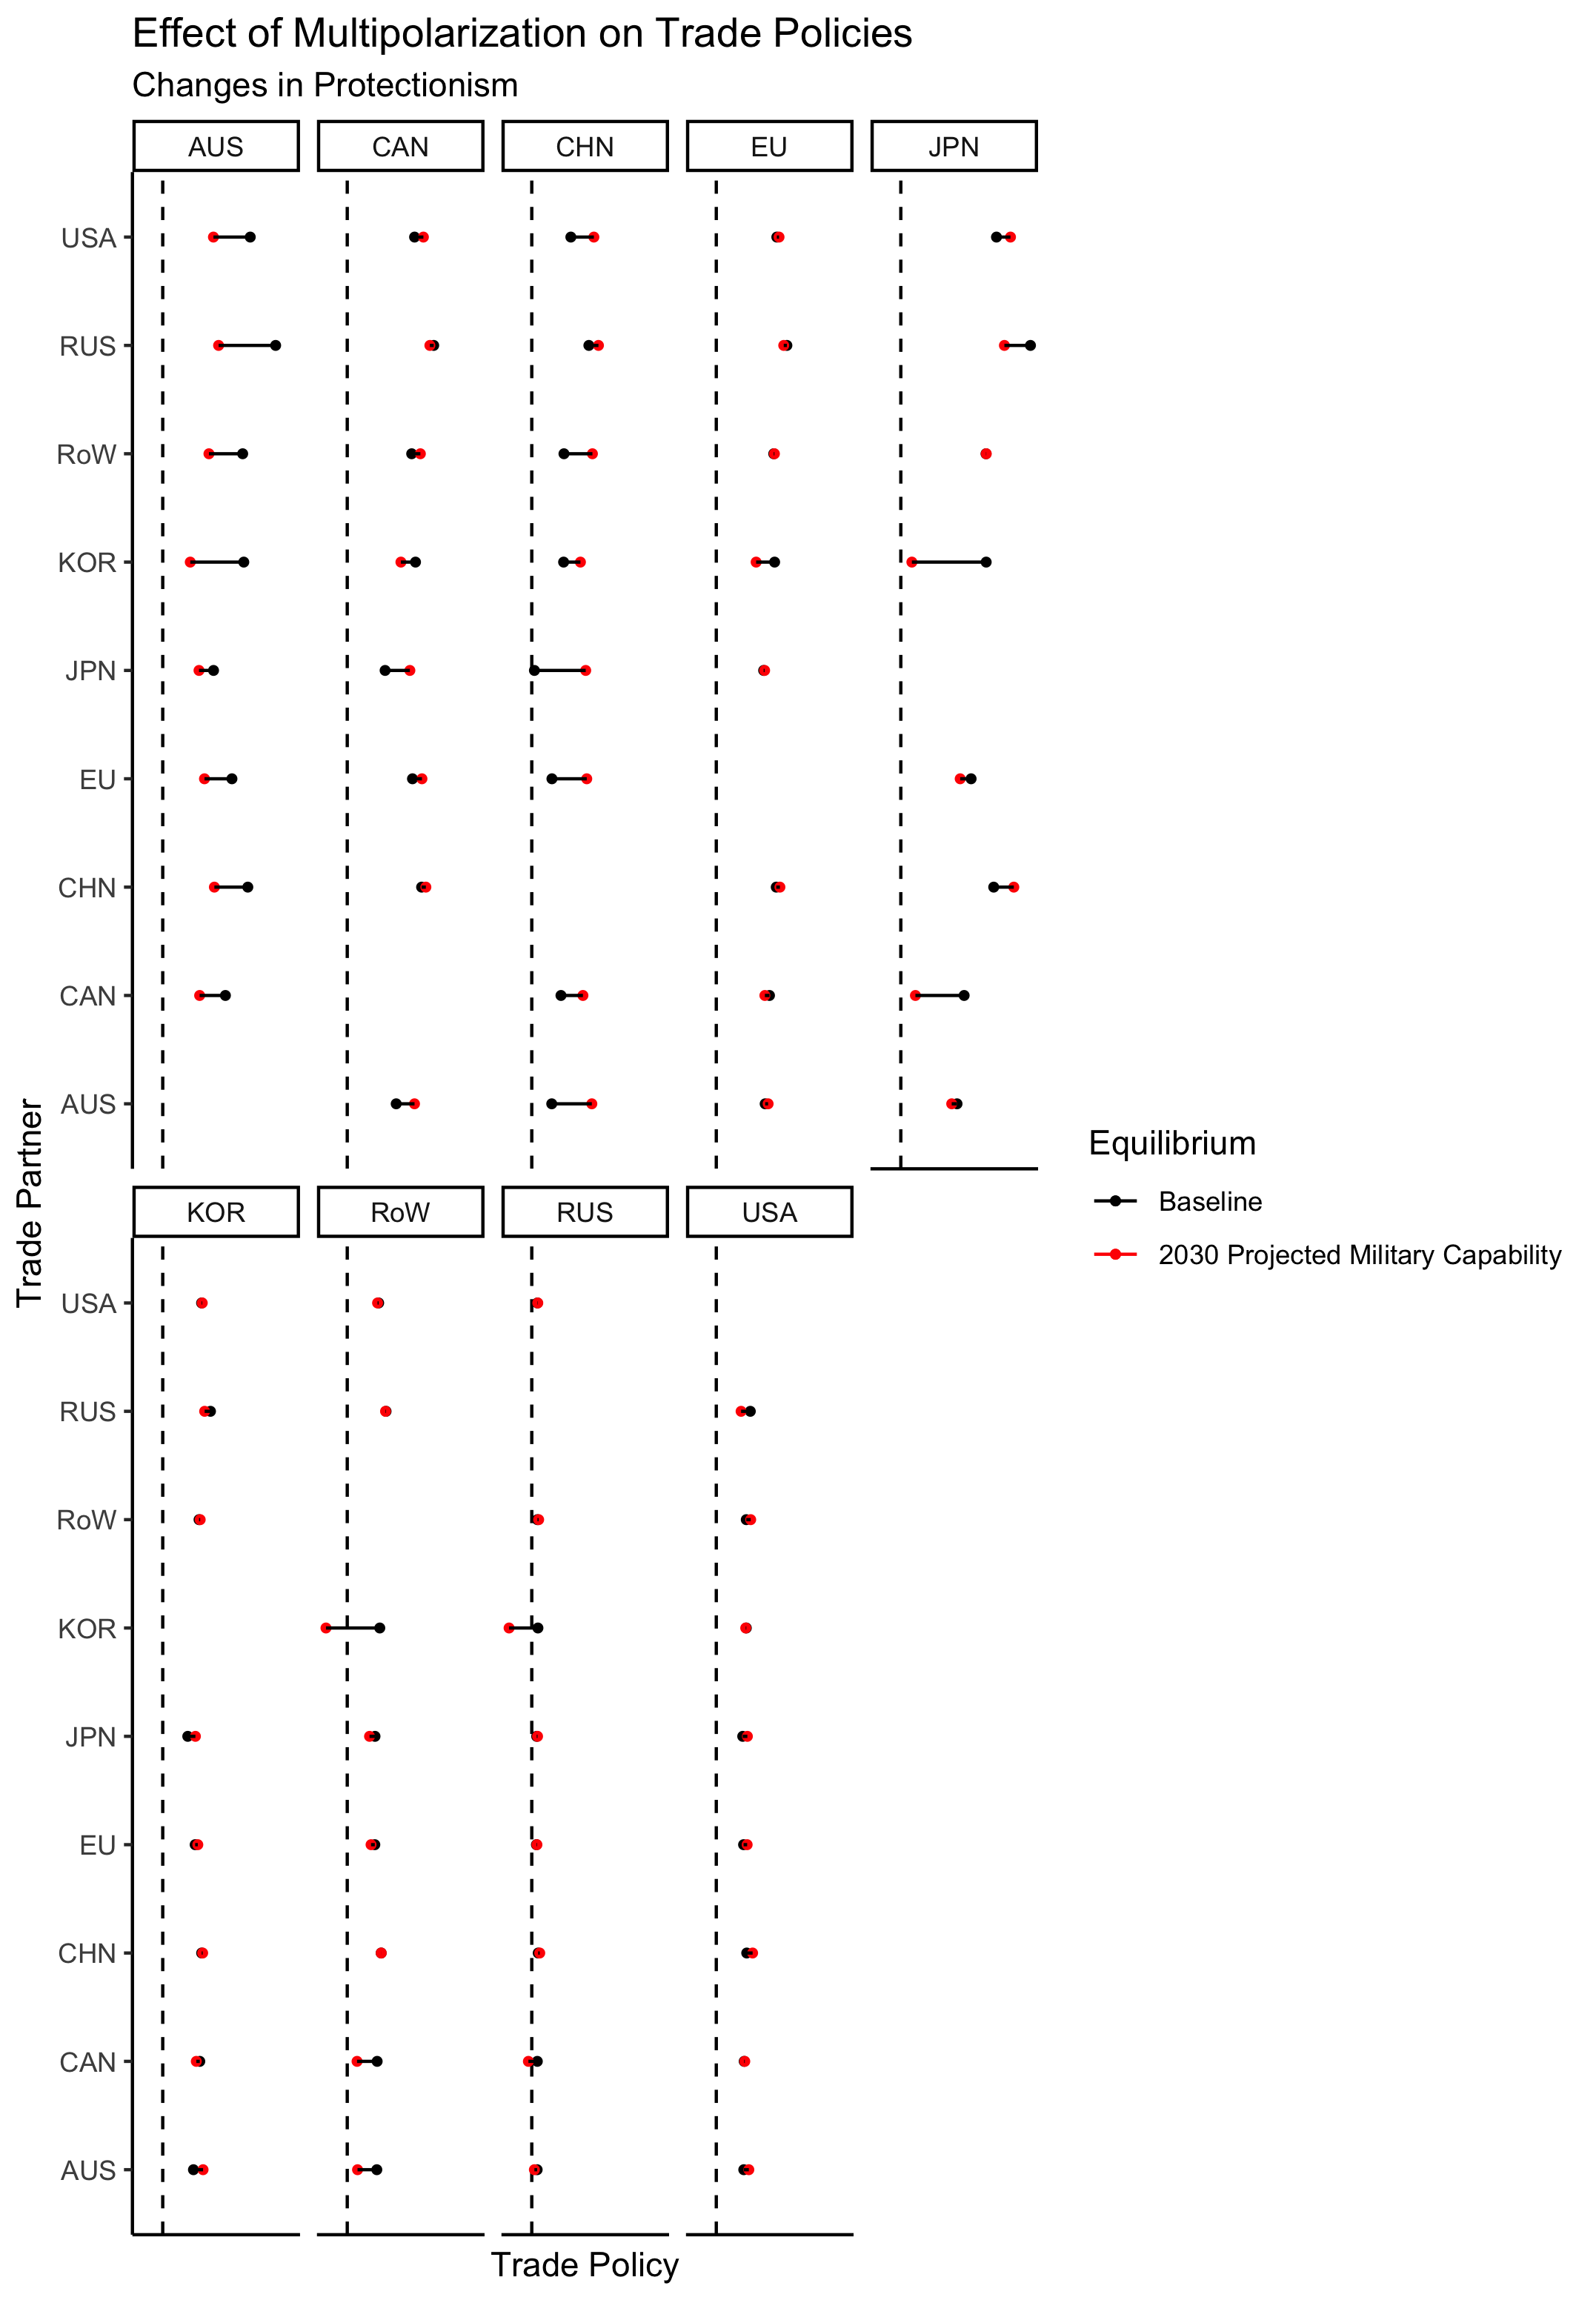 Effect of Multipolarization on Trade Policies
Changes in Protectionism
AUS CAN CHN EU JPN
USA
RUS
RoW
KOR
JPN
EU
CHN
CAN
AUS
Trade Partner
Equilibrium
Baseline
2030 Projected Military Capability
KOR RoW RUS USA
USA
RUS
RoW
KOR
JPN
EU
CHN
CAN
AUS
Trade Policy